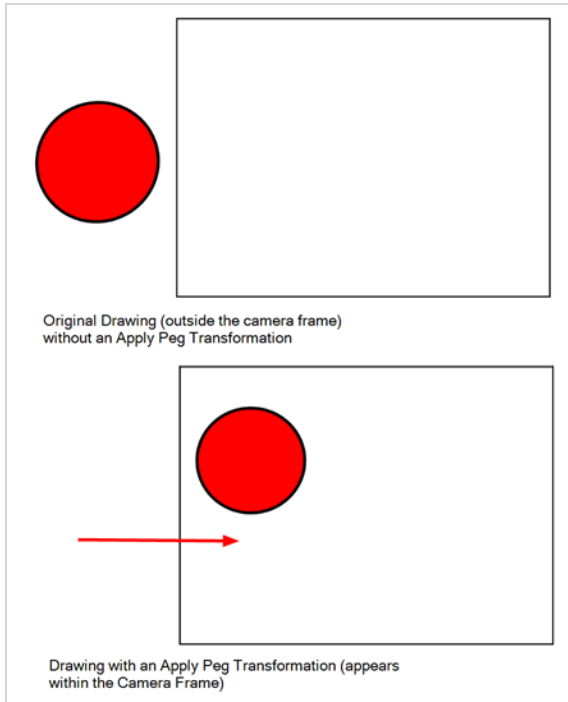 Original Drawing (outside the camera frame)
without an Apply Peg Transformation
Drawing with an Apply Peg Transformation (appears
within the Camera Frame)